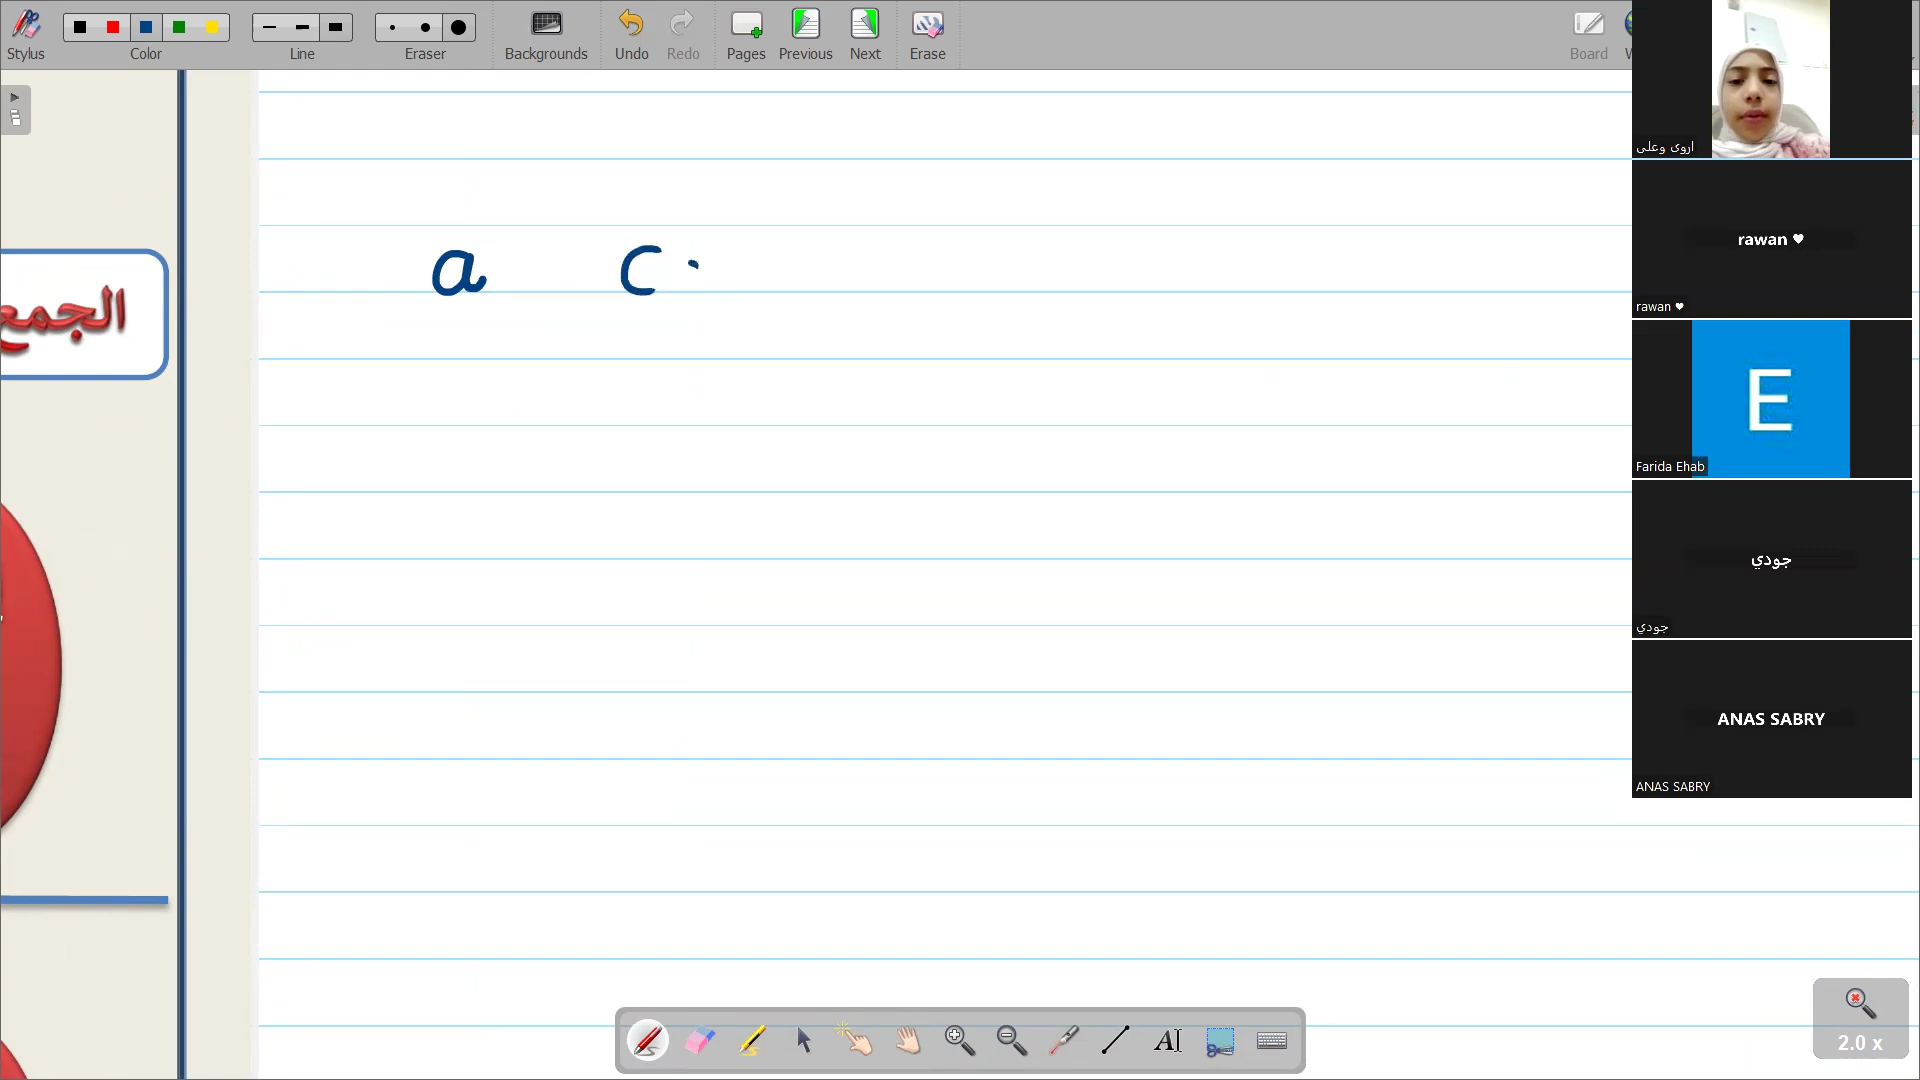 Stylus
Color
Line
Eraser
Backgrounds
Undo
Redo
Pages
Previous
Next
Erase
Board
اروى وعلى
rawan ♥
rawan ♥
a c
E
Farida Ehab
جودي
جودي
ANAS SABRY
ANAS SABRY
2.0 x